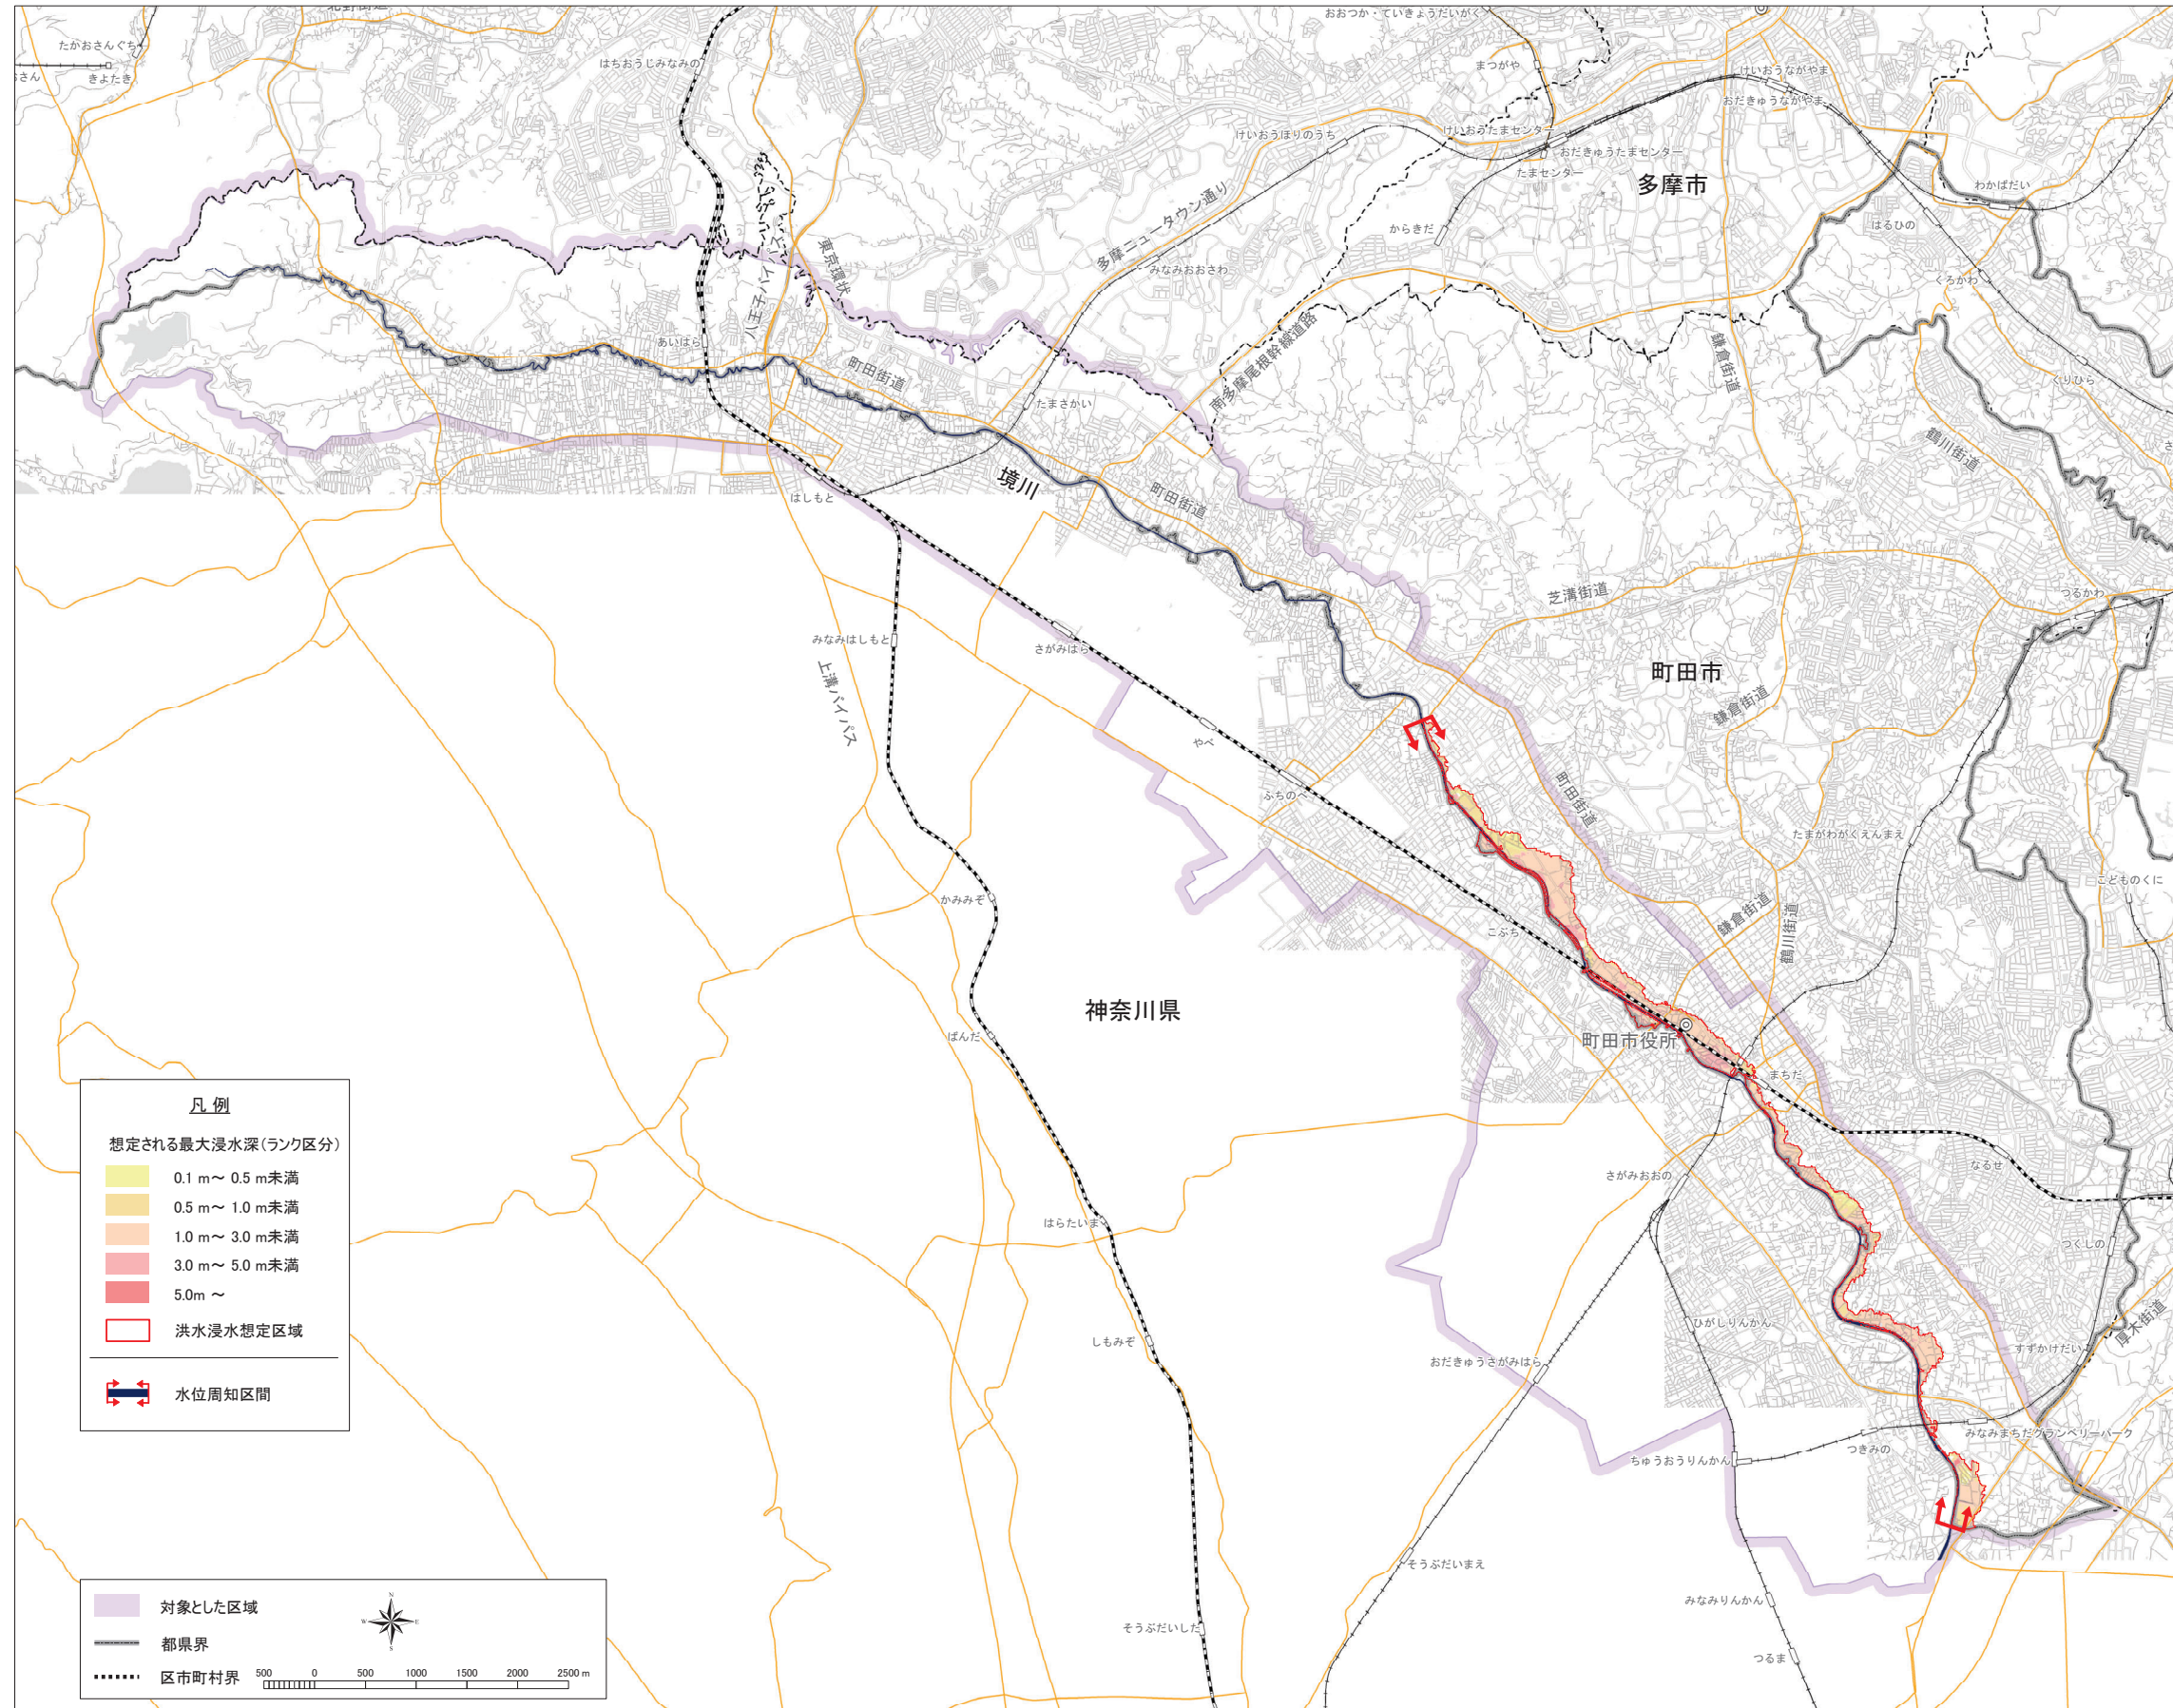 北野街道
おおつか・ていきょうだいがく
たかおさんぐち
きよたき
おさん
はちおうじみなみの
まつがや
けいおうながやま
おだきゅうながやま
けいおうほりのうち
けいおうたまセンター
おだきゅうたまセンター
たまセンター
多摩市
わかばだい
はるひの
からきだ
多摩ニュータウン通り
みなみおおさわ
東京環状
八王子バイパス
くろかわ
あいはら
南多摩尾根幹線道路
鎌倉街道
くりひら
町田街道
たまさかい
鶴川街道
さ
境川
はしもと
町田街道
芝溝街道
つるかわ
みなみはしもと
さがみはら
上溝バイパス
町田市
鎌倉街道
やべ
ふちのべ
町田街道
たまがわがくえんまえ
こどものくに
かみみぞ
こぶち
鎌倉街道
鶴川街道
神奈川県
ばんだ
町田市役所
まちだ
なるせ
さがみおおの
はらたいま
つくしの
ひがしりんかん
厚木街道
すずかけだい
しもみぞ
おだきゅうさがみはら
みなみまちだグランベリーパーク
つきみの
ちゅうおうりんかん
そうぶだいまえ
みなみりんかん
そうぶだいした
つるま
凡 例
想定される最大浸水深(ランク区分)
0.1 m～ 0.5 m未満
0.5 m～ 1.0 m未満
1.0 m～ 3.0 m未満
3.0 m～ 5.0 m未満
5.0m ～
洪水浸水想定区域
水位周知区間
対象とした区域
都県界
区市町村界
N
W
E
S
500 0 500 1000 1500 2000 2500 m